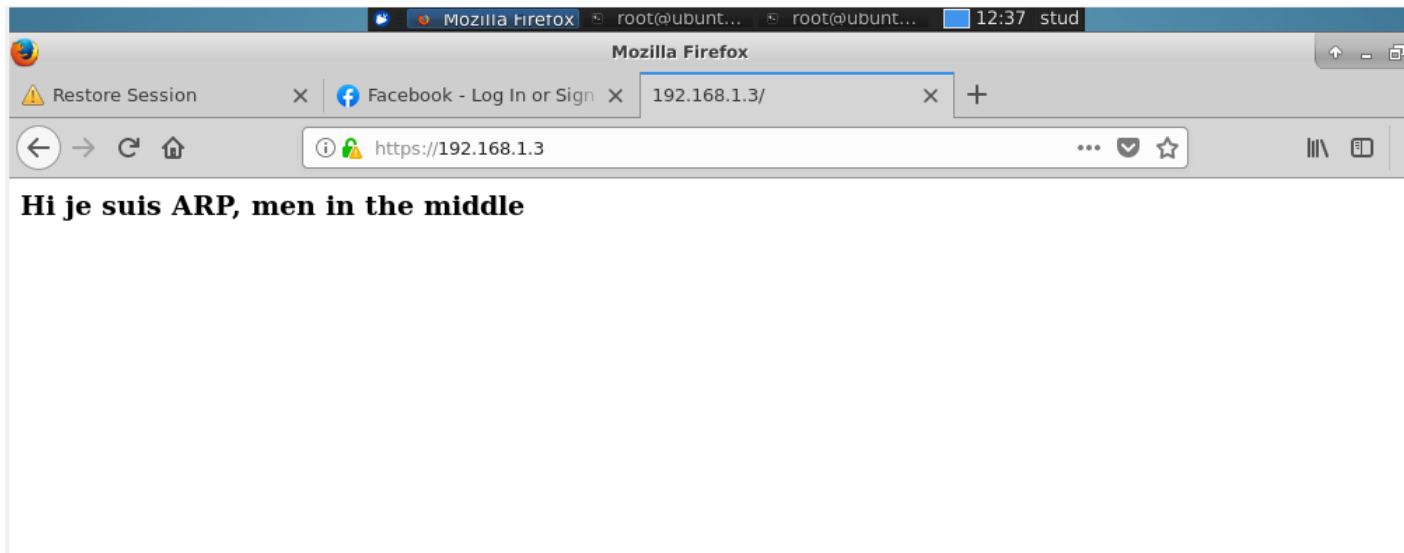 Mozilla Firefox root@ubunt... root@ubunt... 12:37 stud
Mozilla Firefox
Restore Session Facebook - Log In or Sign 192.168.1.3/
https://192.168.1.3
Hi je suis ARP, men in the middle